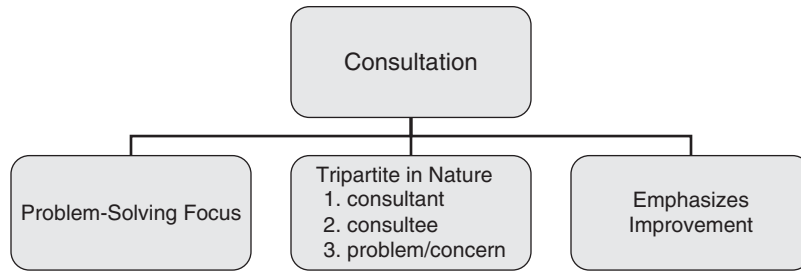 Consultation
Problem-Solving Focus
Tripartite in Nature
1. consultant
2. consultee
3. problem/concern
Emphasizes
Improvement